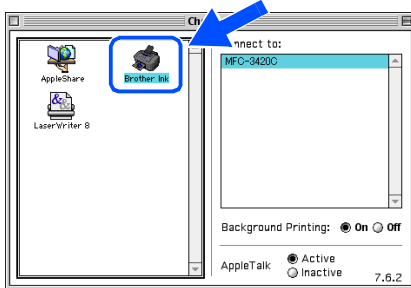 Ch
nnect to:
AppleShare
Brother Ink
LaserWriter 8
MFC-3420C
Background Printing: On Off
AppleTalk Active
Inactive
7.6.2